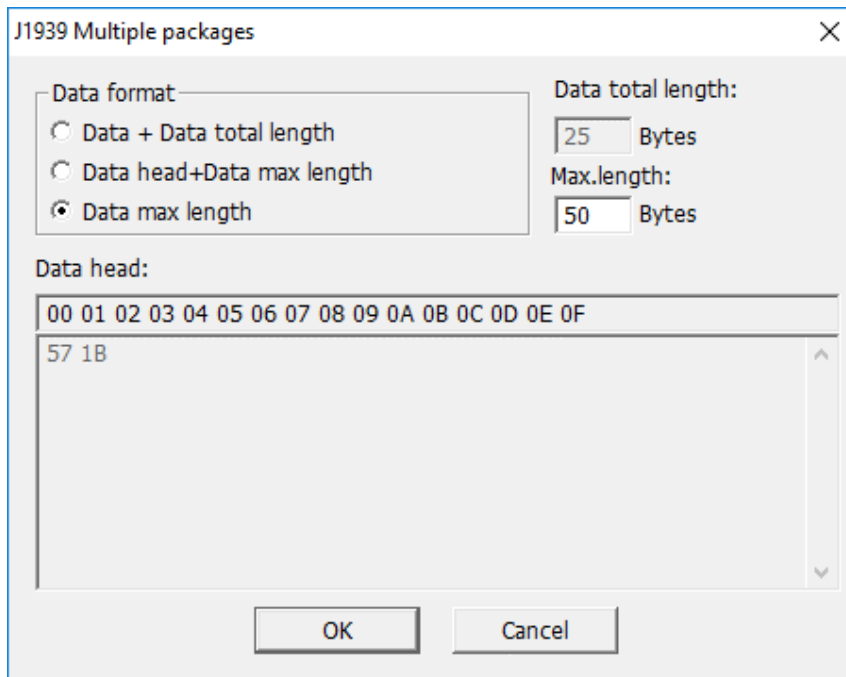 J1939 Multiple packages
Data format
Data + Data total length
Data head+Data max length
Data max length
Data total length:
25 Bytes
Max.length:
50 Bytes
Data head:
00 01 02 03 04 05 06 07 08 09 0A 0B 0C 0D 0E 0F
57 1B
OK Cancel